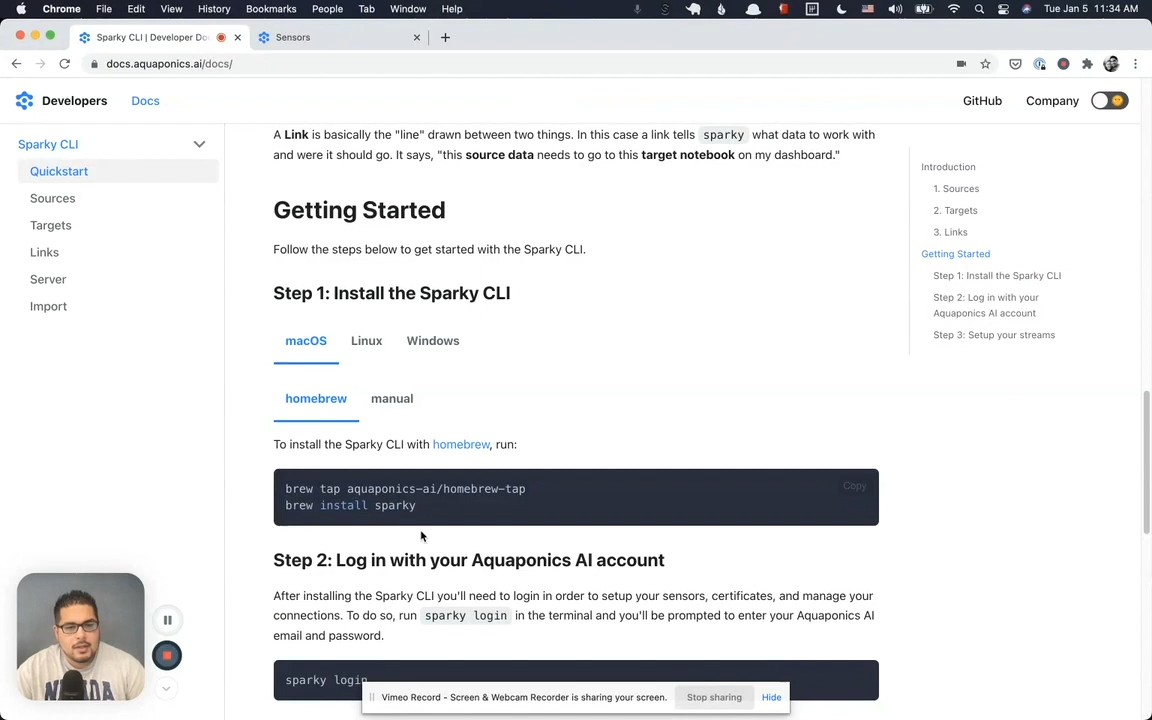 Chrome File Edit View History Bookmarks People Tab Window Help Tue Jan 5 11:34 AM
Sparky CLI | Developer Do
Sensors
docs.aquaponics.ai/docs/
Developers Docs GitHub Company
Sparky CLI
Quickstart
Sources
Targets
Links
Server
Import
A Link is basically the "line" drawn between two things. In this case a link tells sparky what data to work with
and were it should go. It says, "this source data needs to go to this target notebook on my dashboard."
Getting Started
Follow the steps below to get started with the Sparky CLI.
Step 1: Install the Sparky CLI
macOS Linux Windows
homebrew manual
To install the Sparky CLI with homebrew, run:
Copy
brew tap aquaponics-ai/homebrew-tap
brew install sparky
Step 2: Log in with your Aquaponics AI account
After installing the Sparky CLI you'll need to login in order to setup your sensors, certificates, and manage your
connections. To do so, run sparky login in the terminal and you'll be prompted to enter your Aquaponics AI
email and password.
sparky login
Introduction
1. Sources
2. Targets
3. Links
Getting Started
Step 1: Install the Sparky CLI
Step 2: Log in with your
Aquaponics AI account
Step 3: Setup your streams
Vimeo Record - Screen & Webcam Recorder is sharing your screen. Stop sharing Hide